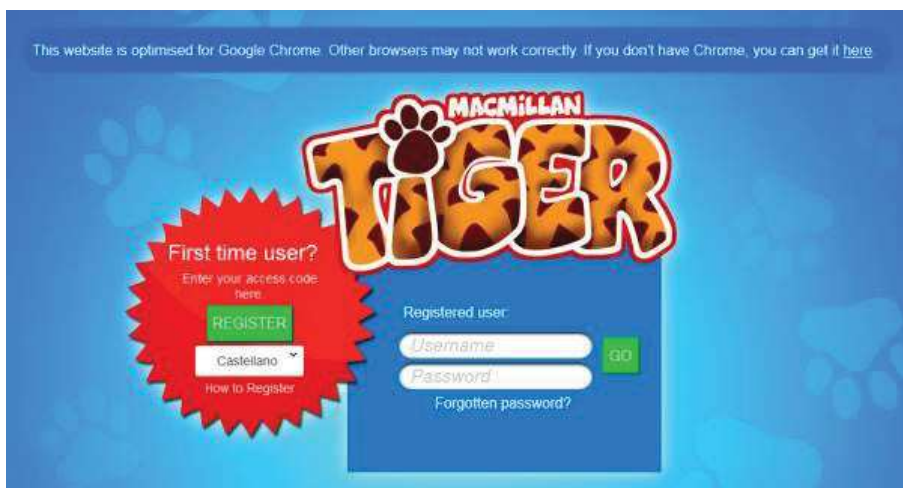 This website is optimised for Google Chrome. Other browsers may not work correctly. If you don't have Chrome, you can get it here
MACMILLAN
TIGER
First time user?
Enter your access code
here.
REGISTER
Castellano
How to Register
Registered user:
Username
GO
Password
Forgotten password?